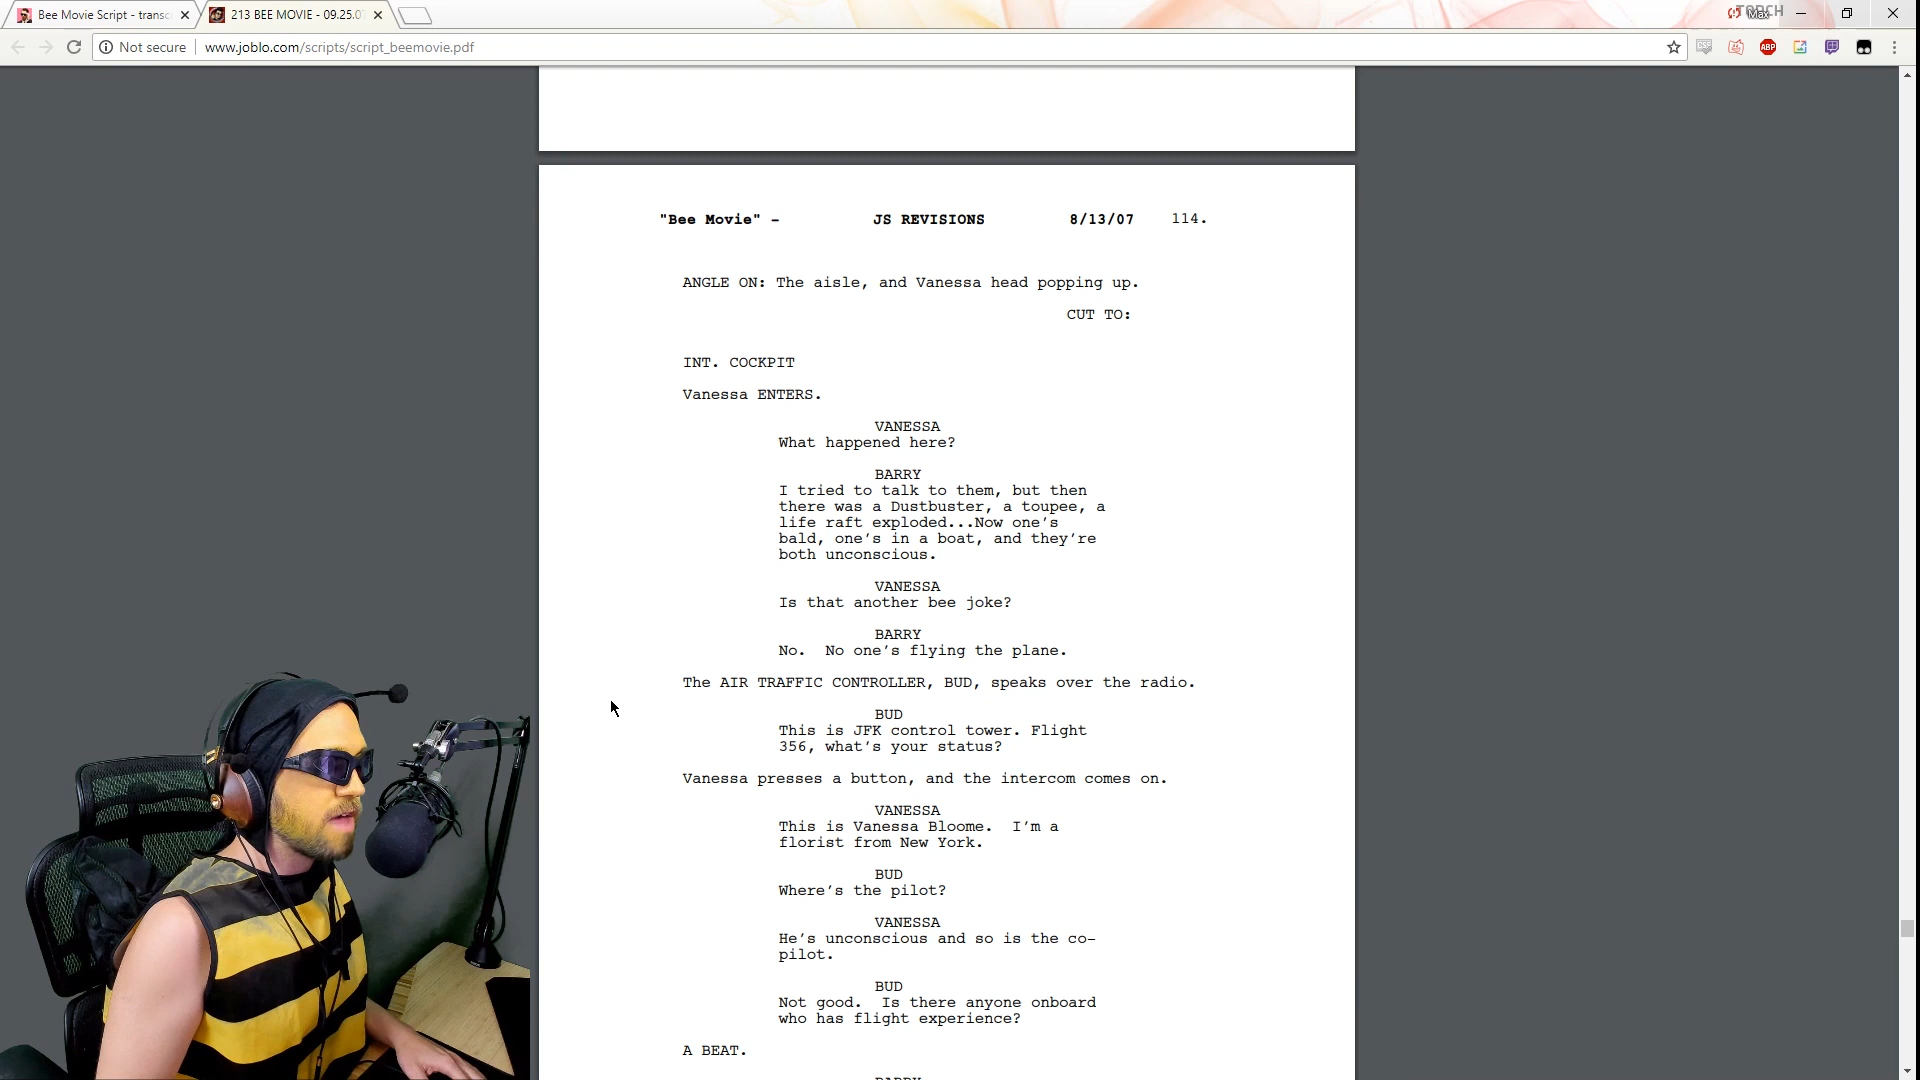 Bee Movie Script - transc
213 BEE MOVIE - 09.25.0
TORCH
Max
Not secure
www.joblo.com/scripts/script_beemovie.pdf
ABP
"Bee Movie" - JS REVISIONS 8/13/07 114.
ANGLE ON: The aisle, and Vanessa head popping up.
CUT TO:
INT. COCKPIT
Vanessa ENTERS.
VANESSA
What happened here?
BARRY
I tried to talk to them, but then
there was a Dustbuster, a toupee, a
life raft exploded...Now one's
bald, one's in a boat, and they're
both unconscious.
VANESSA
Is that another bee joke?
BARRY
No.  No one's flying the plane.
The AIR TRAFFIC CONTROLLER, BUD, speaks over the radio.
BUD
This is JFK control tower. Flight
356, what's your status?
Vanessa presses a button, and the intercom comes on.
VANESSA
This is Vanessa Bloome.  I'm a
florist from New York.
BUD
Where's the pilot?
VANESSA
He's unconscious and so is the co-
pilot.
BUD
Not good.  Is there anyone onboard
who has flight experience?
A BEAT.
BARRY